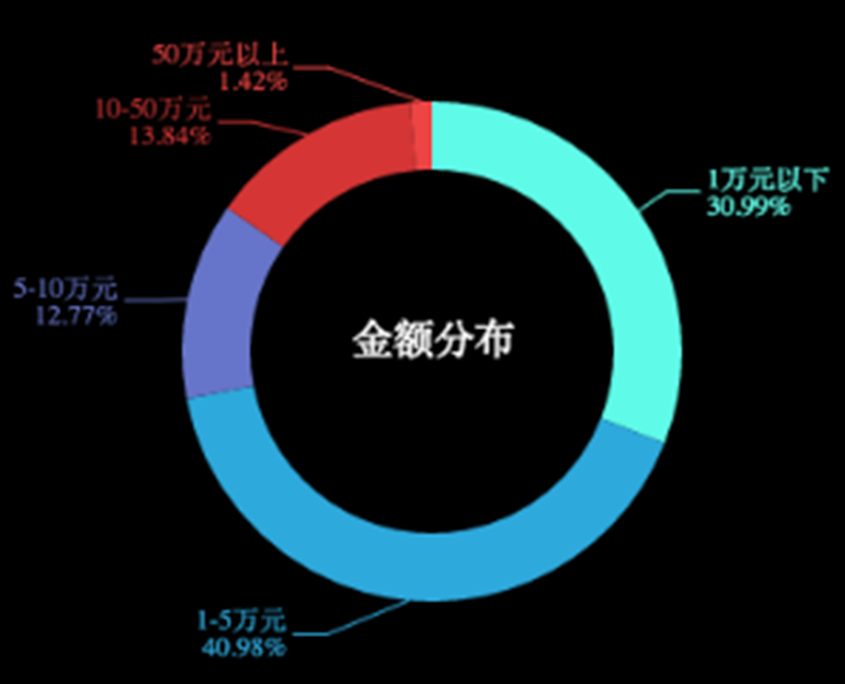 50万元以上
1.42%
10-50万元
13.84%
1万元以下
30.99%
5-10万元
12.77%
金额分布
1-5万元
40.98%